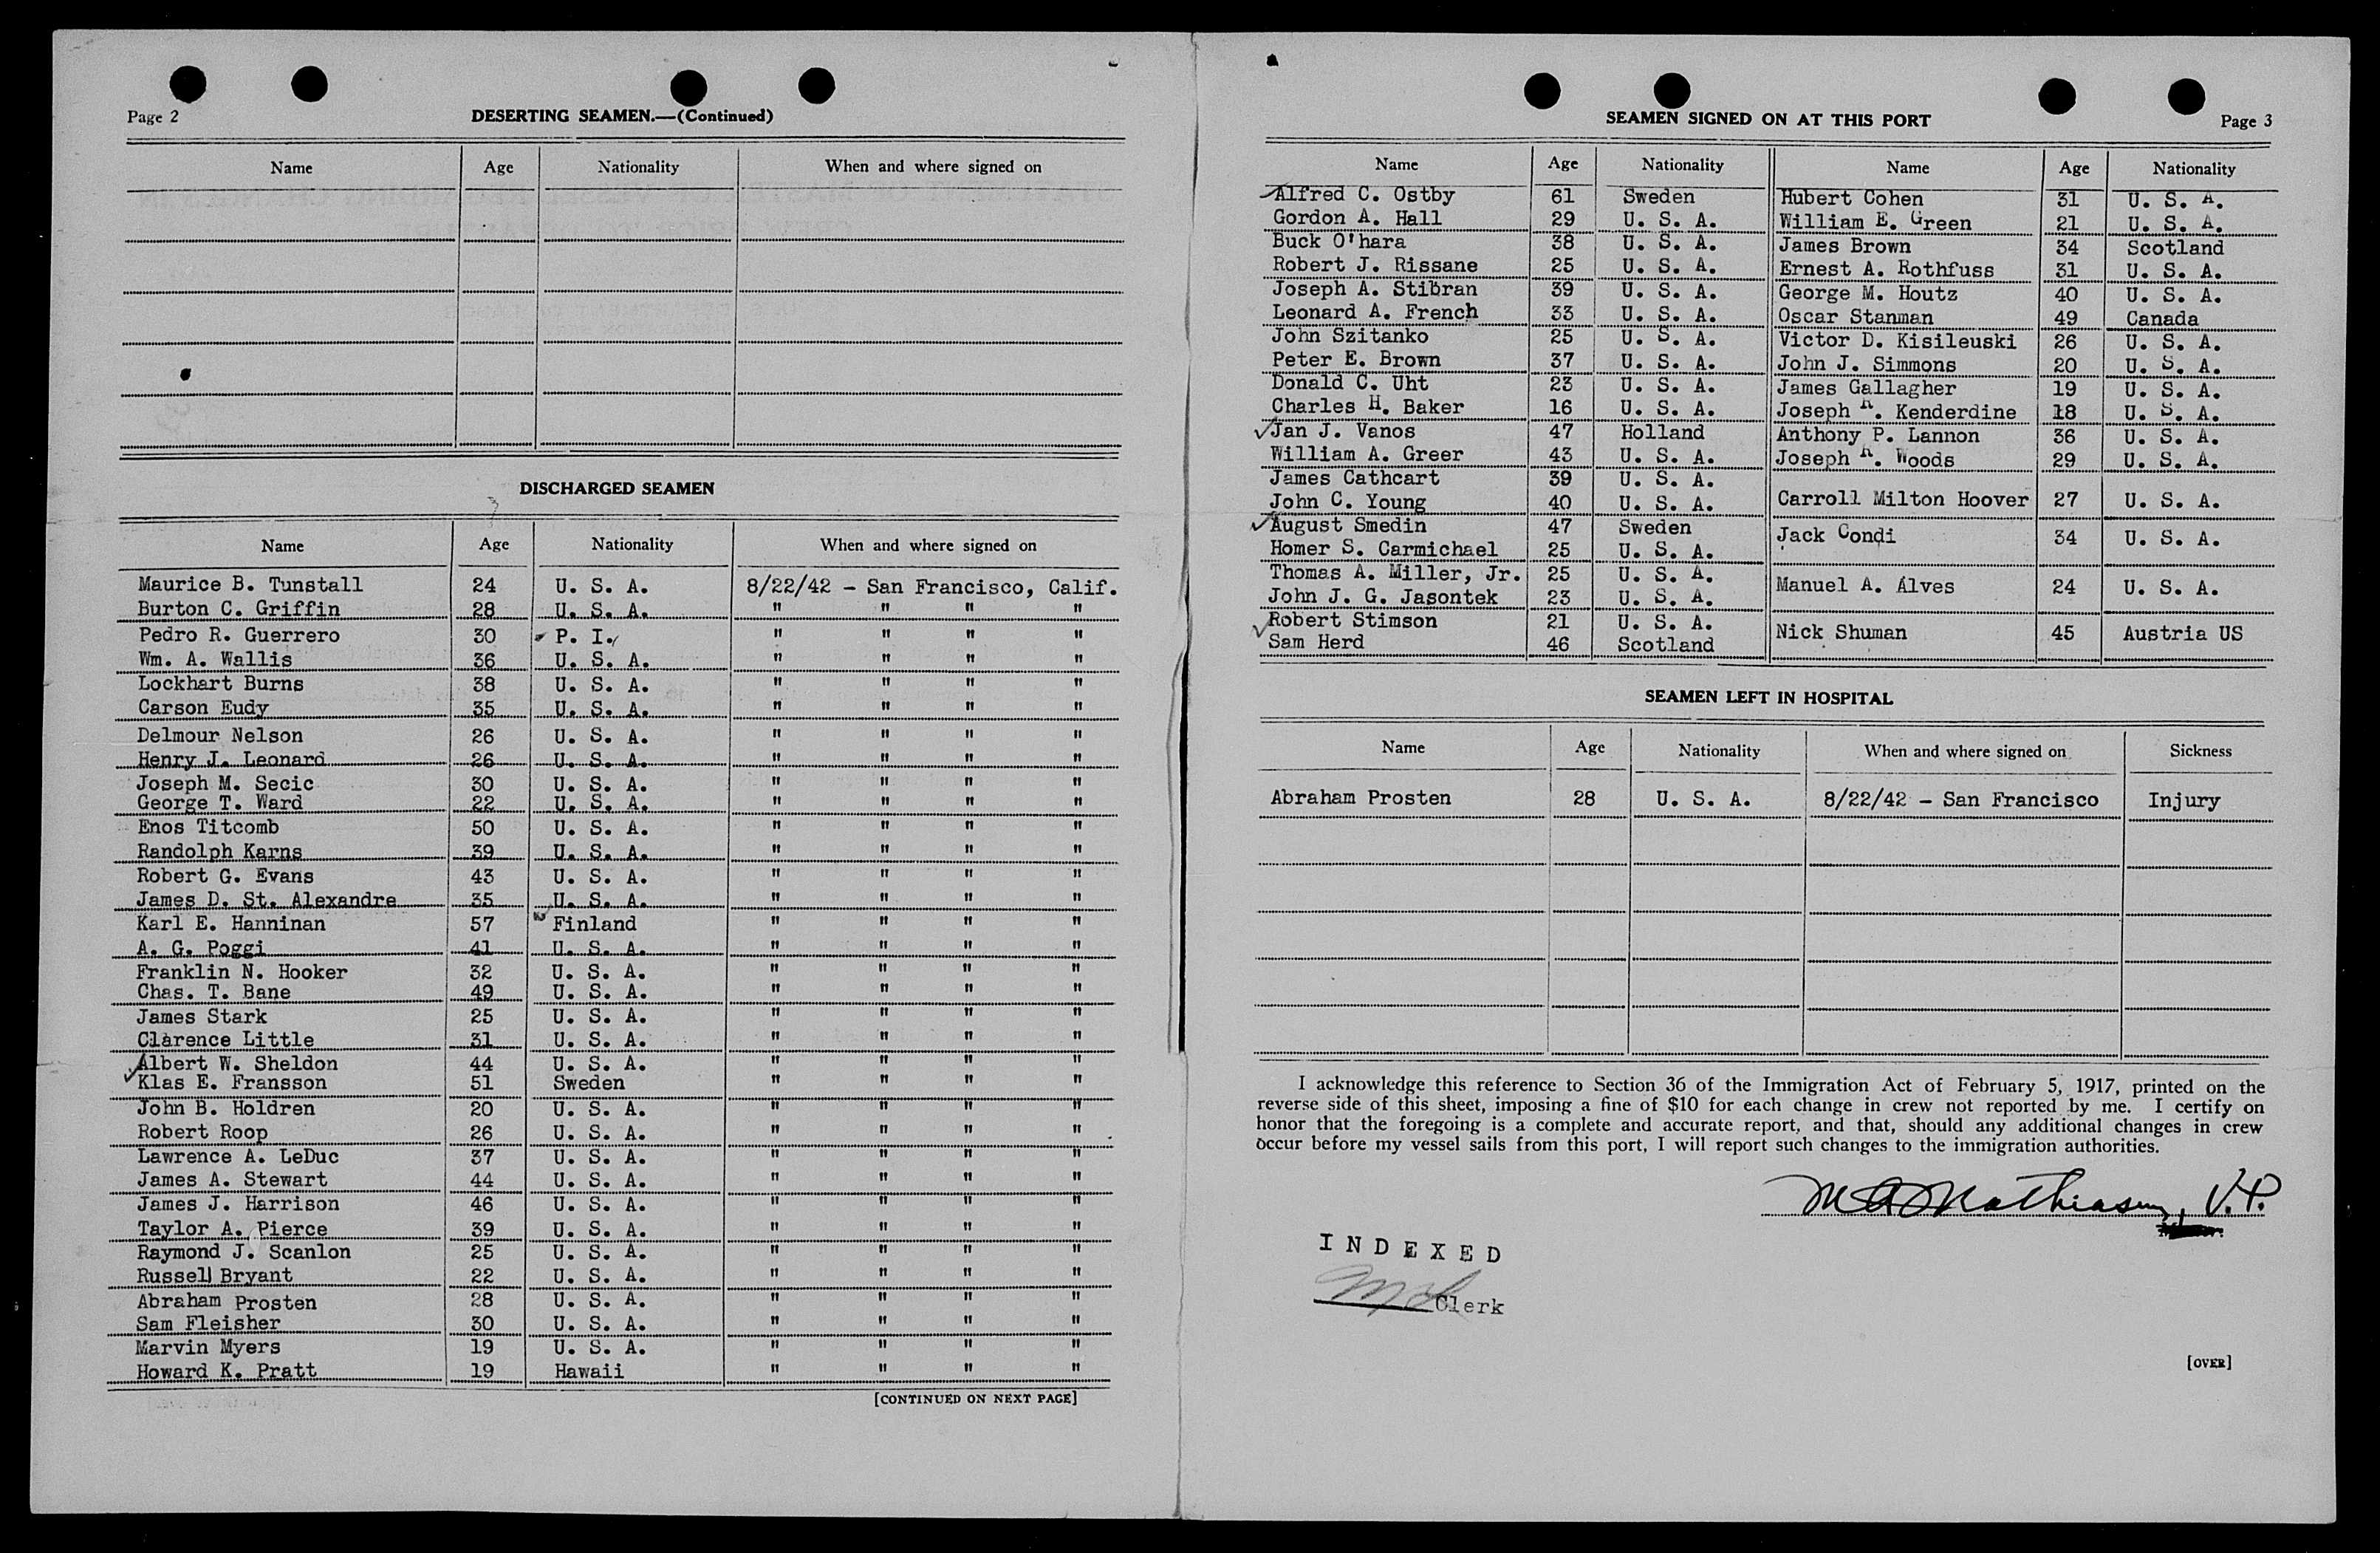 Page 2
DESERTING SEAMEN.—(Continued)
Name Age Nationality When and where signed on
DISCHARGED SEAMEN
Name Age Nationality When and where signed on
Maurice B. Tunstall 24 U. S. A. 8/22/42 - San Francisco, Calif.
Burton C. Griffin 28 U. S. A. " " " "
Pedro R. Guerrero 30 P. I. " " " "
Wm. A. Wallis 36 U. S. A. " " " "
Lockhart Burns 38 U. S. A. " " " "
Carson Eudy 35 U. S. A. " " " "
Delmour Nelson 26 U. S. A. " " " "
Henry J. Leonard 26 U. S. A. " " " "
Joseph M. Secic 30 U. S. A. " " " "
George T. Ward 22 U. S. A. " " " "
Enos Titcomb 50 U. S. A. " " " "
Randolph Karns 39 U. S. A. " " " "
Robert G. Evans 43 U. S. A. " " " "
James D. St. Alexandre 35 U. S. A. " " " "
Karl E. Hanninan 57 Finland " " " "
A. G. Poggi 41 U. S. A. " " " "
Franklin N. Hooker 32 U. S. A. " " " "
Chas. T. Bane 49 U. S. A. " " " "
James Stark 25 U. S. A. " " " "
Clarence Little 31 U. S. A. " " " "
Albert W. Sheldon 44 U. S. A. " " " "
✓Klas E. Fransson 51 Sweden " " " "
John B. Holdren 20 U. S. A. " " " "
Robert Roop 26 U. S. A. " " " "
Lawrence A. LeDuc 37 U. S. A. " " " "
James A. Stewart 44 U. S. A. " " " "
James J. Harrison 46 U. S. A. " " " "
Taylor A. Pierce 39 U. S. A. " " " "
Raymond J. Scanlon 25 U. S. A. " " " "
Russell Bryant 22 U. S. A. " " " "
Abraham Prosten 28 U. S. A. " " " "
Sam Fleisher 30 U. S. A. " " " "
Marvin Myers 19 U. S. A. " " " "
Howard K. Pratt 19 Hawaii " " " "
[CONTINUED ON NEXT PAGE]
SEAMEN SIGNED ON AT THIS PORT
Page 3
Name Age Nationality Name Age Nationality
Alfred C. Ostby 61 Sweden Hubert Cohen 31 U. S. A.
Gordon A. Hall 29 U. S. A. William E. Green 21 U. S. A.
Buck O'hara 38 U. S. A. James Brown 34 Scotland
Robert J. Rissane 25 U. S. A. Ernest A. Rothfuss 31 U. S. A.
Joseph A. Stibran 39 U. S. A. George M. Houtz 40 U. S. A.
Leonard A. French 33 U. S. A. Oscar Stanman 49 Canada
John Szitanko 25 U. S. A. Victor D. Kisileuski 26 U. S. A.
Peter E. Brown 37 U. S. A. John J. Simmons 20 U. S. A.
Donald C. Uht 23 U. S. A. James Gallagher 19 U. S. A.
Charles H. Baker 16 U. S. A. Joseph Kenderdine 18 U. S. A.
✓Jan J. Vanos 47 Holland Anthony P. Lannon 36 U. S. A.
William A. Greer 43 U. S. A. Joseph Woods 29 U. S. A.
James Cathcart 39 U. S. A.
John C. Young 40 U. S. A. Carroll Milton Hoover 27 U. S. A.
✓August Smedin 47 Sweden
Homer S. Carmichael 25 U. S. A. Jack Condi 34 U. S. A.
Thomas A. Miller, Jr. 25 U. S. A.
John J. G. Jasontek 23 U. S. A. Manuel A. Alves 24 U. S. A.
Robert Stimson 21 U. S. A.
✓Sam Herd 46 Scotland Nick Shuman 45 Austria US
SEAMEN LEFT IN HOSPITAL
Name Age Nationality When and where signed on Sickness
Abraham Prosten 28 U. S. A. 8/22/42 - San Francisco Injury
I acknowledge this reference to Section 36 of the Immigration Act of February 5, 1917, printed on the
reverse side of this sheet, imposing a fine of $10 for each change in crew not reported by me. I certify on
honor that the foregoing is a complete and accurate report, and that, should any additional changes in crew
occur before my vessel sails from this port, I will report such changes to the immigration authorities.
M A Mathiasen, V.P.
INDEXED
Clerk
[OVER]